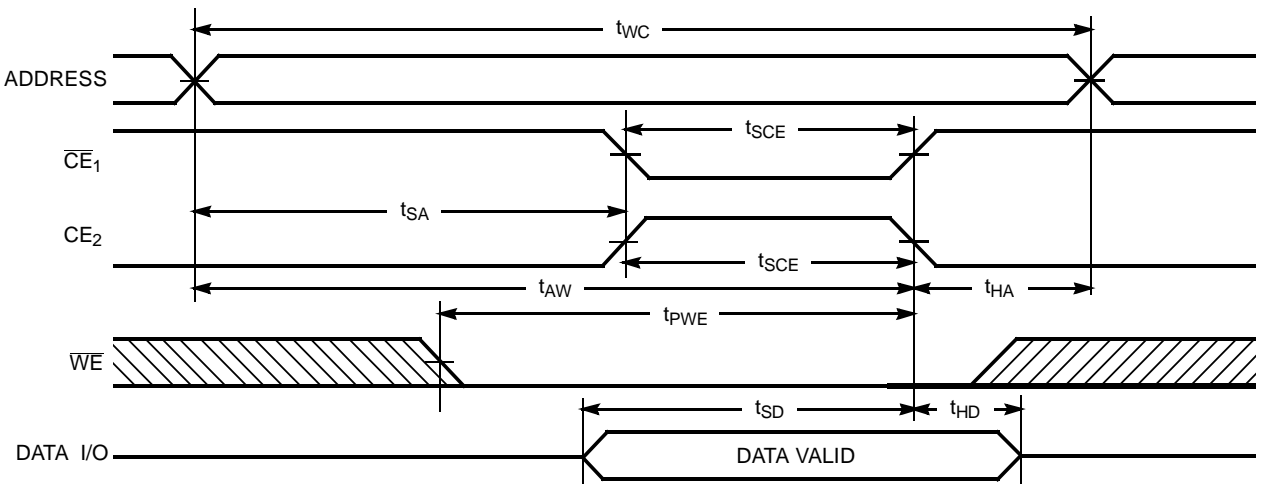 tWC
ADDRESS
tSCE
CE1
tSA
CE2
tSCE
tAW
tHA
tPWE
WE
tSD
tHD
DATA I/O
DATA VALID